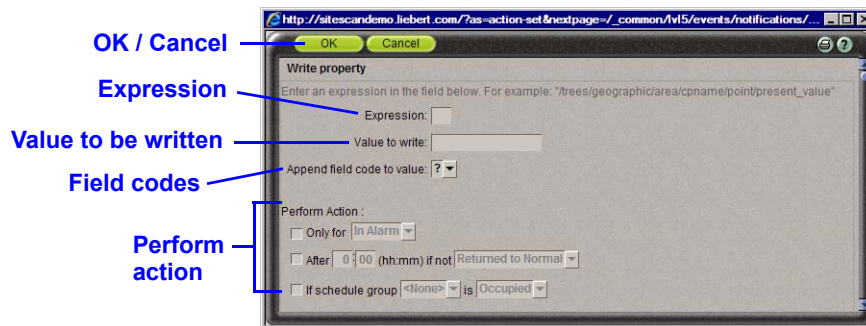 http://sitescandemo.liebert.com/?as=action-set&nextpage=/_common/lvl5/events/notifications/...
OK / Cancel
OK Cancel
?
Write property
Enter an expression in the field below. For example: "/trees/geographic/area/cpname/point/present_value"
Expression
Expression:
Value to be written
Value to write:
Field codes
Append field code to value: ?
Perform action
Perform Action :
Only for In Alarm
After 0 : 00 (hh:mm) if not Returned to Normal
If schedule group <None> is Occupied